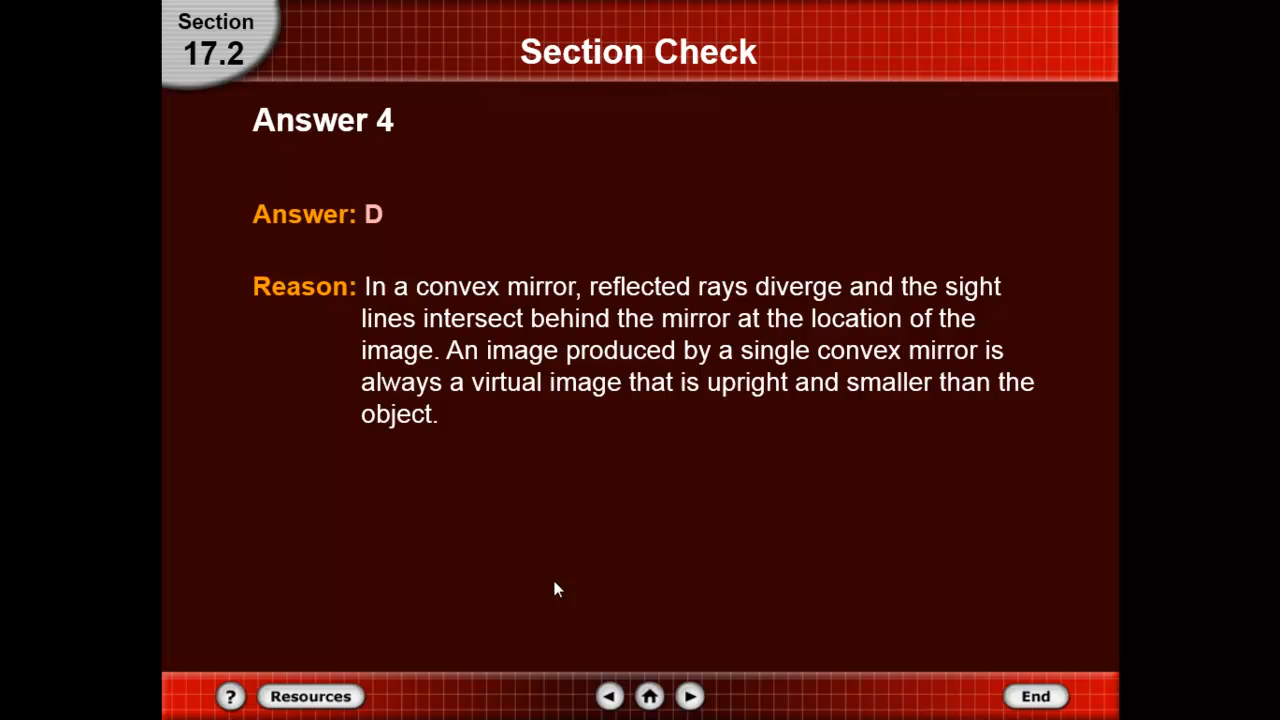 Section
17.2
Section Check
Answer 4
Answer: D
Reason: In a convex mirror, reflected rays diverge and the sight
lines intersect behind the mirror at the location of the
image. An image produced by a single convex mirror is
always a virtual image that is upright and smaller than the
object.
?
Resources
End